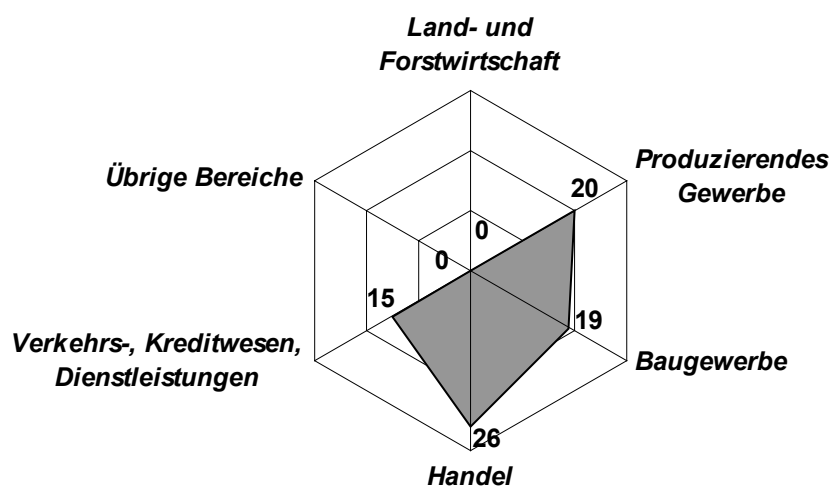 Land- und
Forstwirtschaft
Produzierendes
Gewerbe
Übrige Bereiche
20
0
0
15
19
Verkehrs-, Kreditwesen,
Dienstleistungen
Baugewerbe
26
Handel